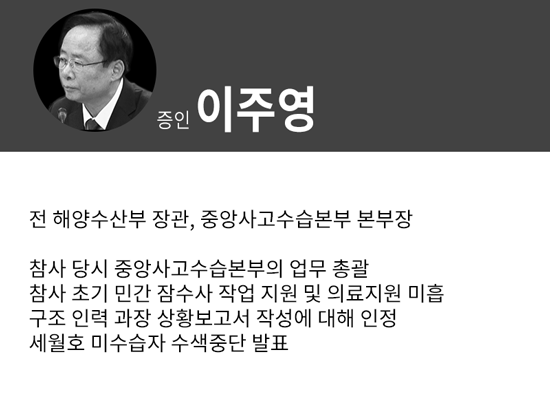 증인 이주영
전 해양수산부 장관, 중앙사고수습본부 본부장
참사 당시 중앙사고수습본부의 업무 총괄
참사 초기 민간 잠수사 작업 지원 및 의료지원 미흡
구조 인력 과장 상황보고서 작성에 대해 인정
세월호 미수습자 수색중단 발표